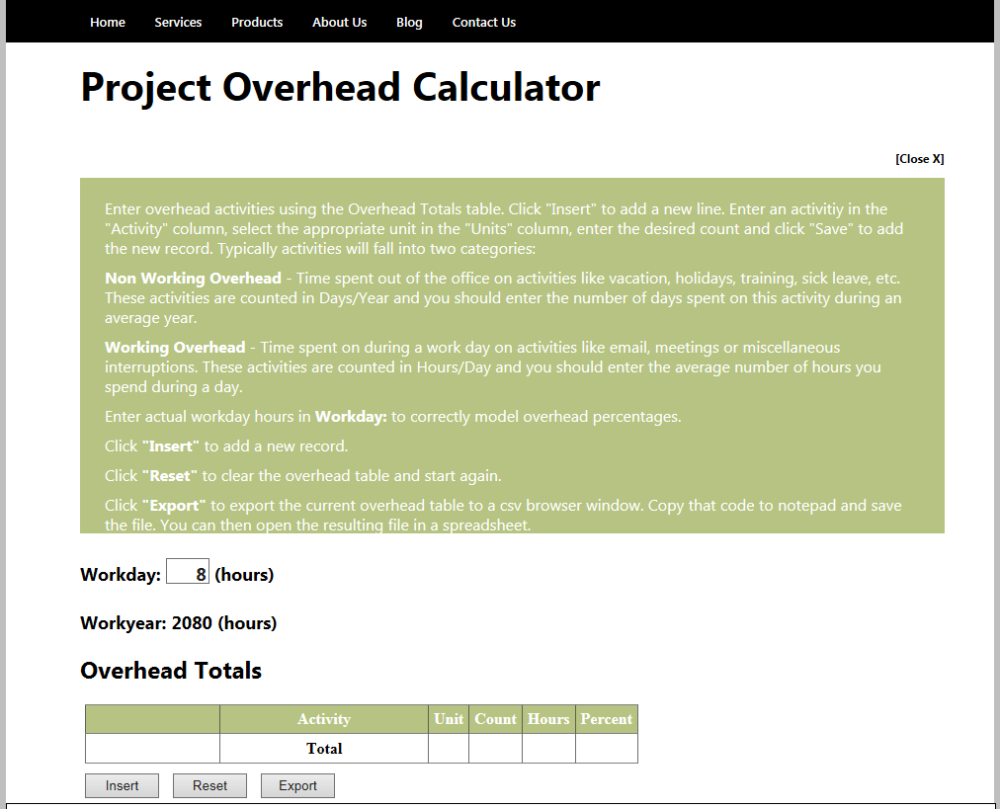 Home Services Products About Us Blog Contact Us
Project Overhead Calculator
[Close X]
Enter overhead activities using the Overhead Totals table. Click "Insert" to add a new line. Enter an activitiy in the
"Activity" column, select the appropriate unit in the "Units" column, enter the desired count and click "Save" to add
the new record. Typically activities will fall into two categories:
Non Working Overhead - Time spent out of the office on activities like vacation, holidays, training, sick leave, etc.
These activities are counted in Days/Year and you should enter the number of days spent on this activity during an
average year.
Working Overhead - Time spent on during a work day on activities like email, meetings or miscellaneous
interruptions. These activities are counted in Hours/Day and you should enter the average number of hours you
spend during a day.
Enter actual workday hours in Workday: to correctly model overhead percentages.
Click "Insert" to add a new record.
Click "Reset" to clear the overhead table and start again.
Click "Export" to export the current overhead table to a csv browser window. Copy that code to notepad and save
the file. You can then open the resulting file in a spreadsheet.
Workday: 8 (hours)
Workyear: 2080 (hours)
Overhead Totals
Activity Unit Count Hours Percent
Total
Insert Reset Export